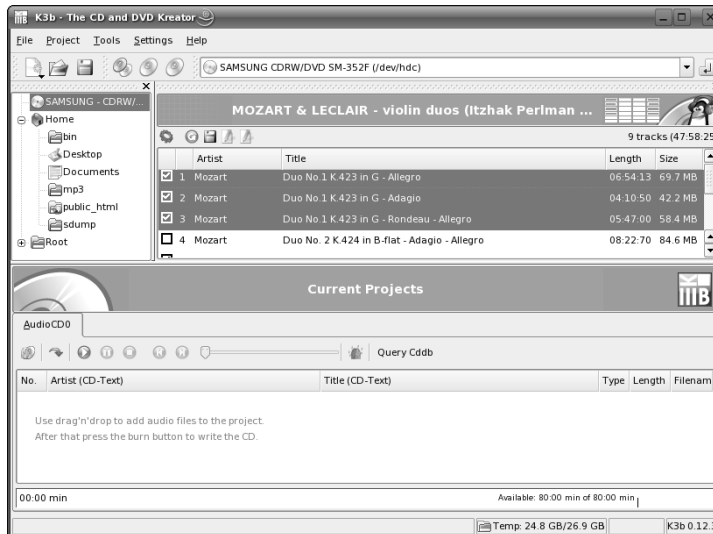 K3b - The CD and DVD Kreator
File Project Tools Settings Help
SAMSUNG CDRW/DVD SM-352F (/dev/hdc)
SAMSUNG - CDRW/...
Home
bin
Desktop
Documents
mp3
public_html
sdump
Root
MOZART & LECLAIR - violin duos (Itzhak Perlman ...
9 tracks (47:58:25
Artist Title Length Size
1 Mozart Duo No.1 K.423 in G - Allegro 06:54:13 69.7 MB
2 Mozart Duo No.1 K.423 in G - Adagio 04:10:50 42.2 MB
3 Mozart Duo No.1 K.423 in G - Rondeau - Allegro 05:47:00 58.4 MB
4 Mozart Duo No. 2 K.424 in B-flat - Adagio - Allegro 08:22:70 84.6 MB
Current Projects
AudioCD0
Query Cddb
No. Artist (CD-Text) Title (CD-Text) Type Length Filenam
Use drag'n'drop to add audio files to the project.
After that press the burn button to write the CD.
00:00 min Available: 80:00 min of 80:00 min
Temp: 24.8 GB/26.9 GB K3b 0.12.